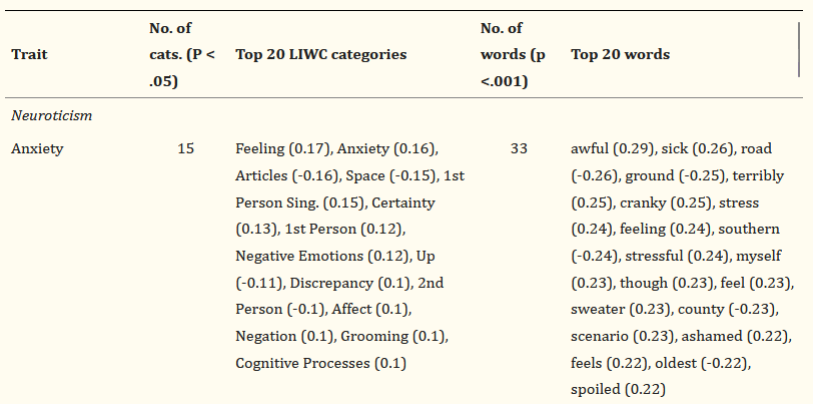 Trait
No. of
cats. (P <
.05)
Top 20 LIWC categories
No. of
words (p
<.001)
Top 20 words
Neuroticism
Anxiety
15
Feeling (0.17), Anxiety (0.16),
Articles (-0.16), Space (-0.15), 1st
Person Sing. (0.15), Certainty
(0.13), 1st Person (0.12),
Negative Emotions (0.12), Up
(-0.11), Discrepancy (0.1), 2nd
Person (-0.1), Affect (0.1),
Negation (0.1), Grooming (0.1),
Cognitive Processes (0.1)
33
awful (0.29), sick (0.26), road
(-0.26), ground (-0.25), terribly
(0.25), cranky (0.25), stress
(0.24), feeling (0.24), southern
(-0.24), stressful (0.24), myself
(0.23), though (0.23), feel (0.23),
sweater (0.23), county (-0.23),
scenario (0.23), ashamed (0.22),
feels (0.22), oldest (-0.22),
spoiled (0.22)